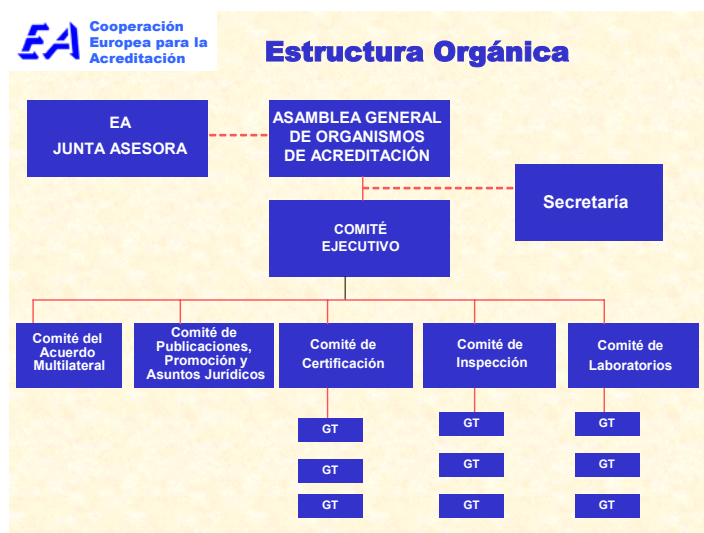 EA
Cooperación
Europea para la
Acreditación
Estructura Orgánica
EA
JUNTA ASESORA
ASAMBLEA GENERAL
DE ORGANISMOS
DE ACREDITACIÓN
Secretaría
COMITÉ
EJECUTIVO
Comité del
Acuerdo
Multilateral
Comité de
Publicaciones,
Promoción y
Asuntos Jurídicos
Comité de
Certificación
Comité de
Inspección
Comité de
Laboratorios
GT
GT
GT
GT
GT
GT
GT
GT
GT